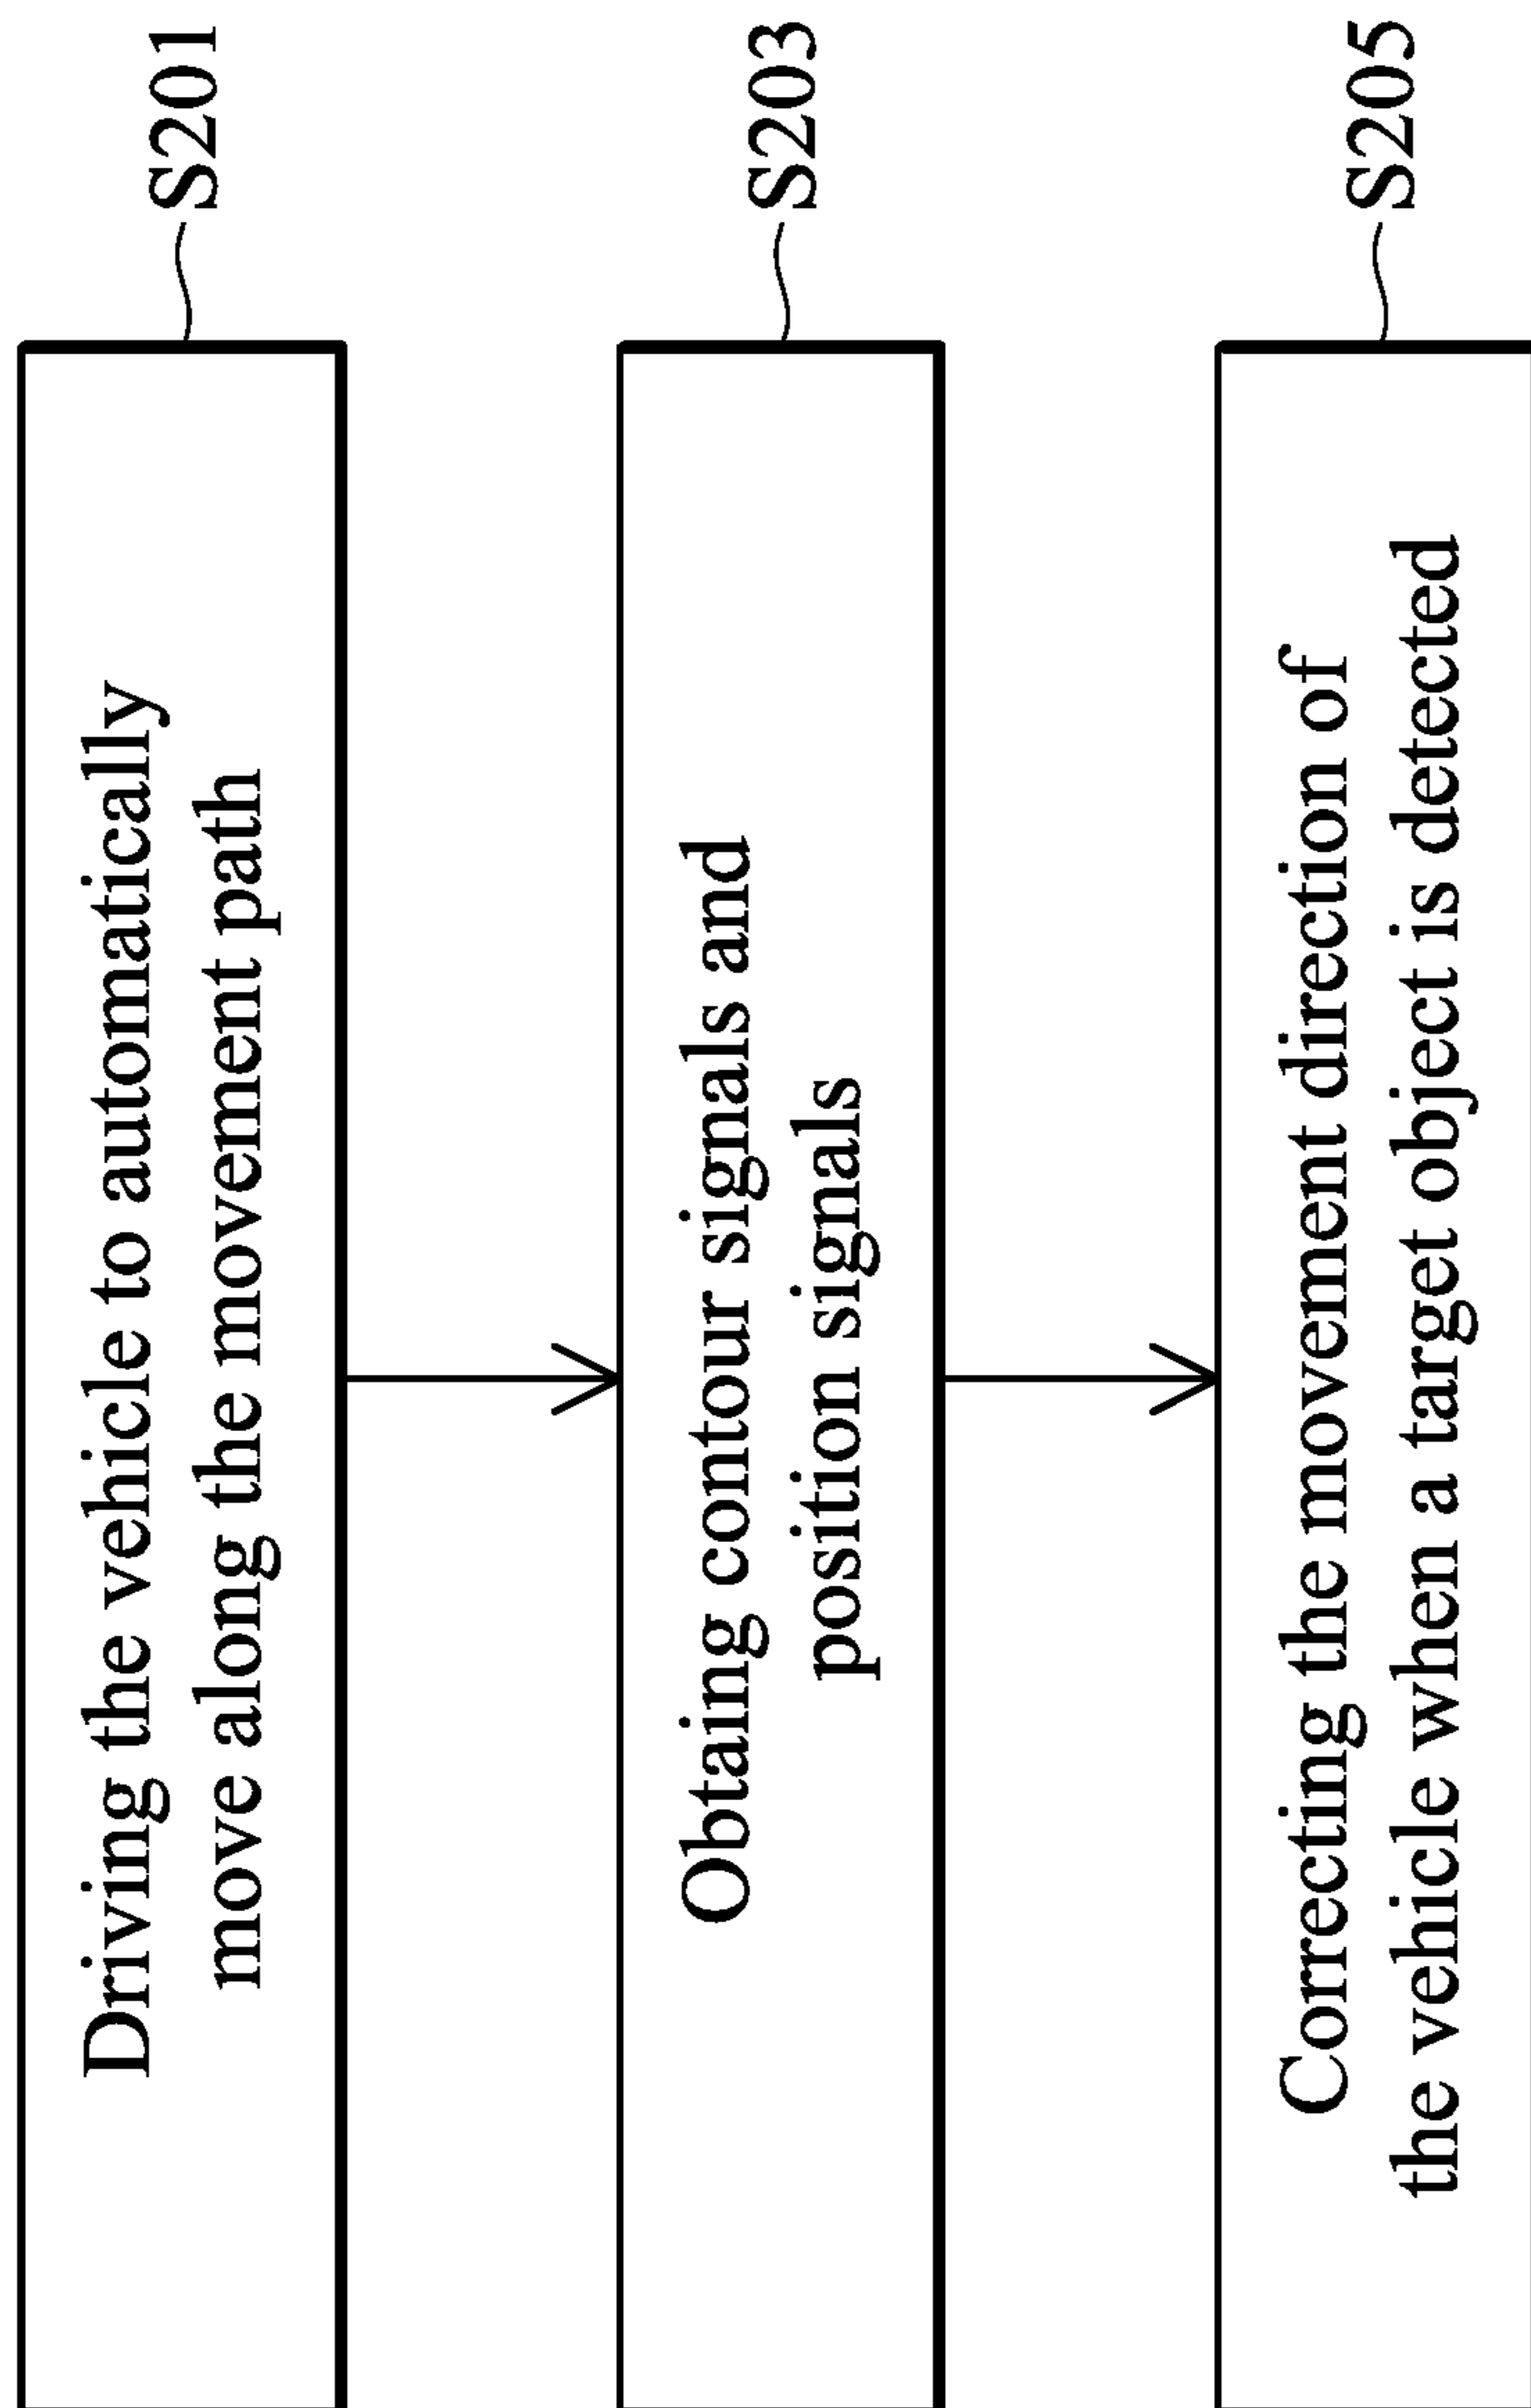 Driving the vehicle to automatically
move along the movement path
S201
Obtaing contour signals and
position signals
S203
Correcting the movement direction of
the vehicle when a target object is detected
S205